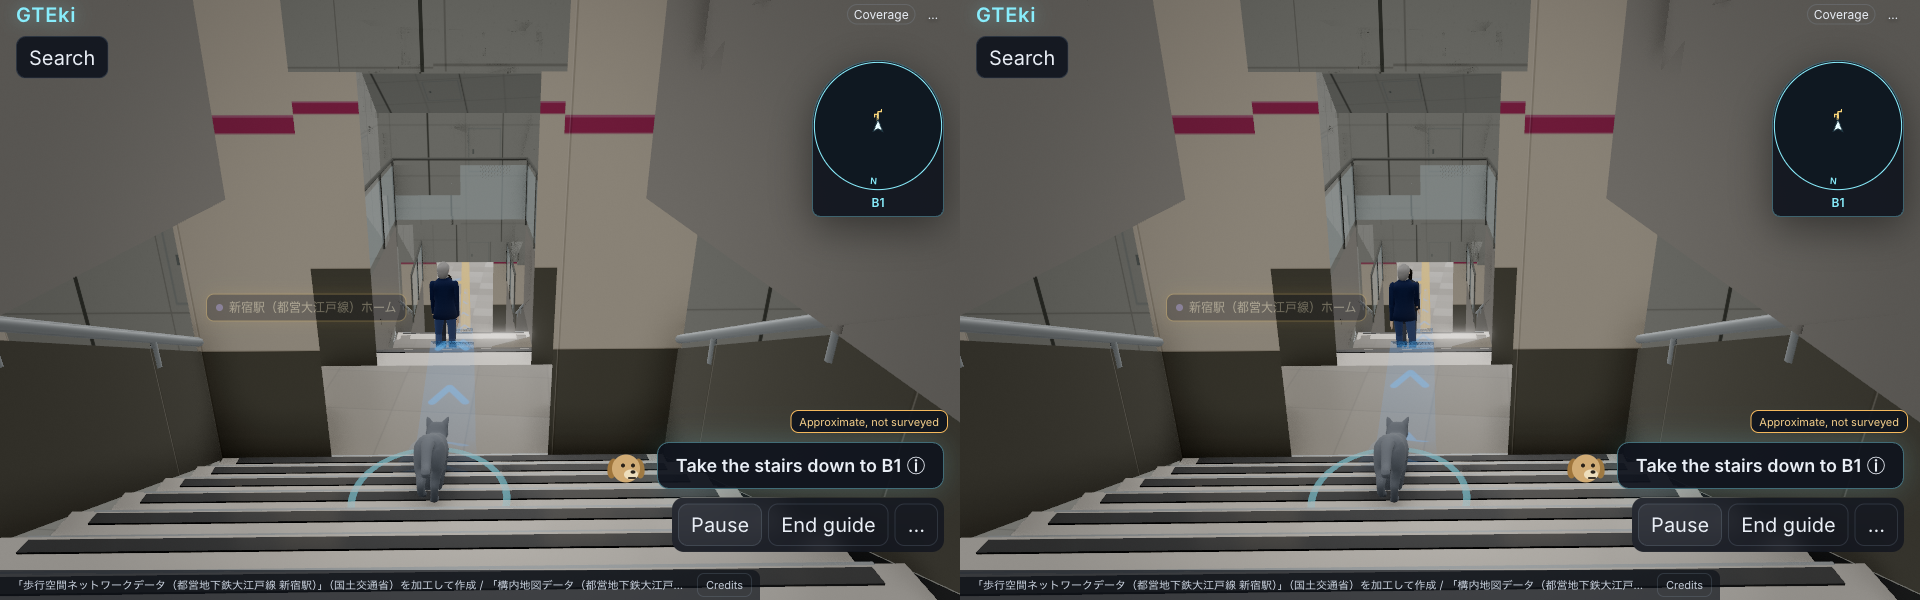 GTEki
Coverage
...
Search
N
B1
新宿駅（都営大江戸線）ホーム
Approximate, not surveyed
Take the stairs down to B1 ⓘ
Pause
End guide
...
「歩行空間ネットワークデータ（都営地下鉄大江戸線 新宿駅）」（国土交通省）を加工して作成 / 「構内地図データ（都営地下鉄大江戸...
Credits
GTEki
Coverage
...
Search
N
B1
新宿駅（都営大江戸線）ホーム
Approximate, not surveyed
Take the stairs down to B1 ⓘ
Pause
End guide
...
「歩行空間ネットワークデータ（都営地下鉄大江戸線 新宿駅）」（国土交通省）を加工して作成 / 「構内地図データ（都営地下鉄大江戸...
Credits